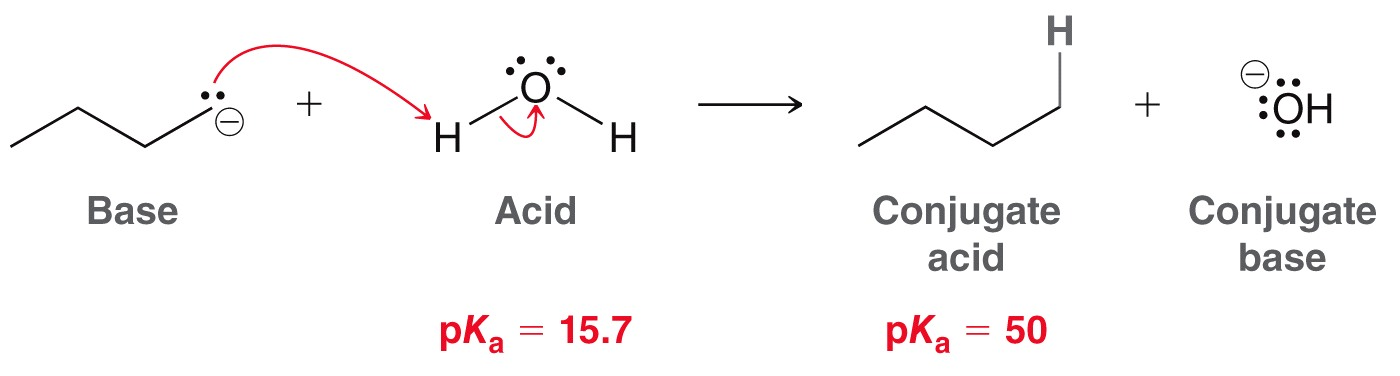 H
+ H O H + ⊖ OH
Base Acid Conjugate acid Conjugate base
pKa = 15.7 pKa = 50